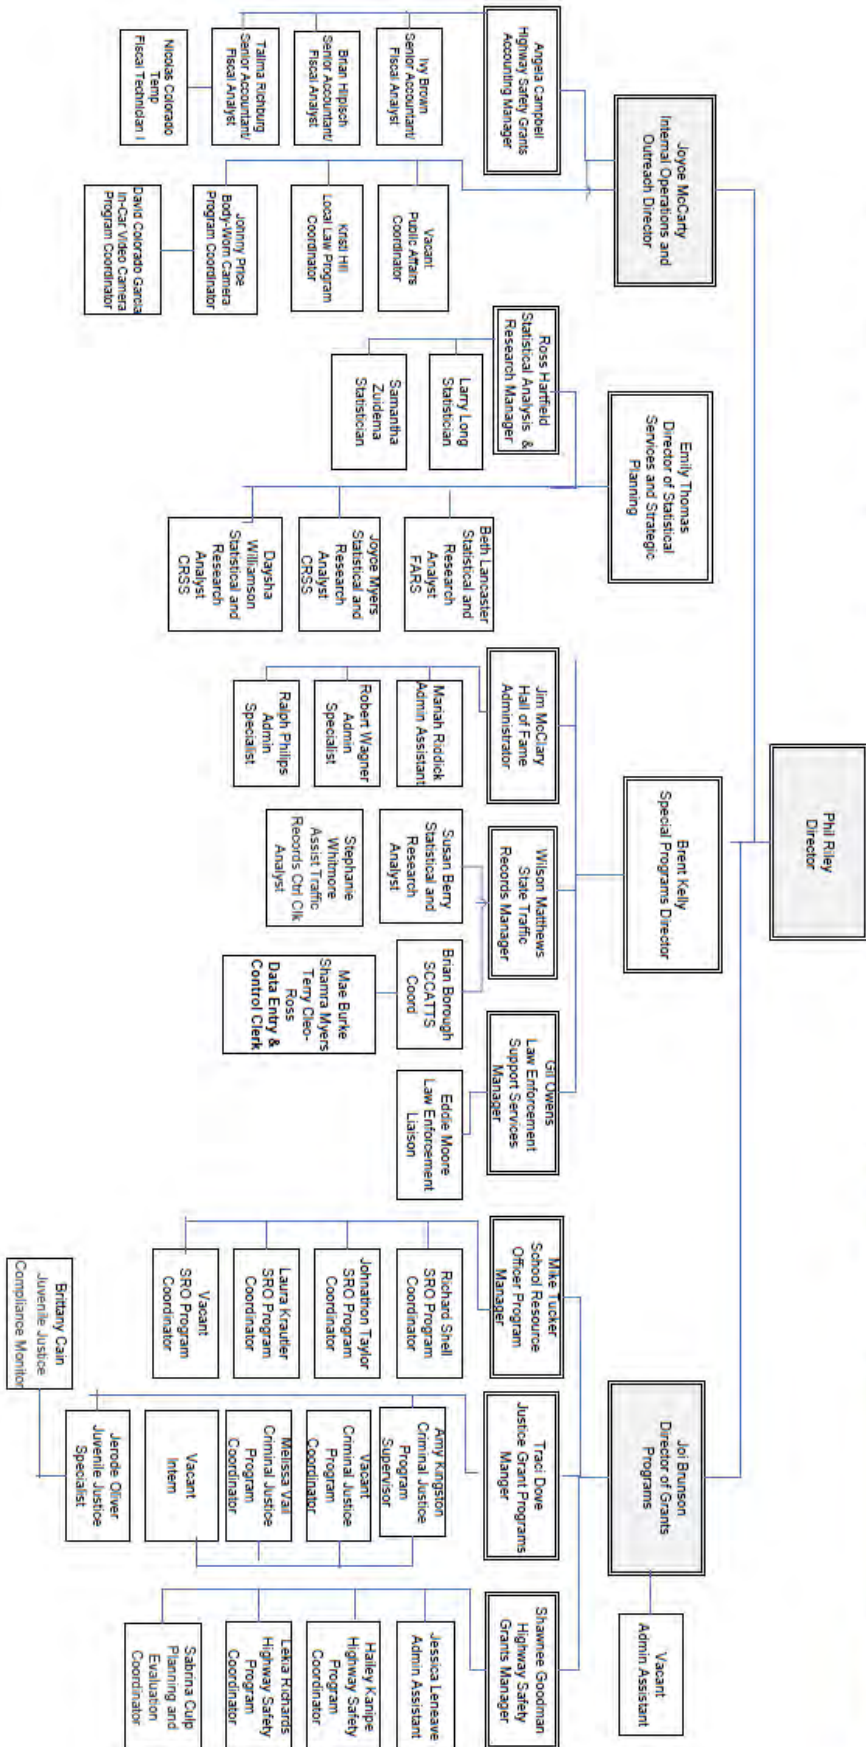 Phil Riley
Director
Joyce McCarty
Internal Operations and
Outreach Director
Emily Thomas
Director of Statistical
Services and Strategic
Planning
Brent Kelly
Special Programs Director
Joi Brunson
Director of Grants
Programs
Vacant
Admin Assistant
Angela Campbell
Highway Safety Grants
Accounting Manager
Ivy Brown
Senior Accountant/
Fiscal Analyst
Brian Hilpisch
Senior Accountant/
Fiscal Analyst
Talima Richburg
Senior Accountant/
Fiscal Analyst
Nicolas Colorado
Temp
Fiscal Technician I
Vacant
Public Affairs
Coordinator
Kristi Hill
Local Law Program
Coordinator
Johnny Price
Body-Worn Camera
Program Coordinator
David Colorado Garcia
In-Car Video Camera
Program Coordinator
Ross Hartfield
Statistical Analysis &
Research Manager
Larry Long
Statistician
Samantha
Zuidema
Statistician
Beth Lancaster
Statistical and
Research
Analyst
FARS
Joyce Myers
Statistical and
Research
Analyst
CRSS
Daysha
Williamson
Statistical and
Research
Analyst
CRSS
Jim McClary
Hall of Fame
Administrator
Mariah Riddick
Admin Assistant
Robert Wagner
Admin
Specialist
Ralph Philips
Admin
Specialist
Wilson Matthews
State Traffic
Records Manager
Susan Berry
Statistical and
Research
Analyst
Stephanie
Whitmore
Assist Traffic
Records Ctrl Clk
Analyst
Brian Borough
SCCATTS
Coord
Mae Burke
Shamra Myers
Terry Cleo-
Ross
Data Entry &
Control Clerk
Gil Owens
Law Enforcement
Support Services
Manager
Eddie Moore
Law Enforcement
Liaison
Mike Tucker
School Resource
Officer Program
Manager
Richard Shell
SRO Program
Coordinator
Johnathon Taylor
SRO Program
Coordinator
Laura Krautler
SRO Program
Coordinator
Vacant
SRO Program
Coordinator
Traci Dove
Justice Grant Programs
Manger
Amy Kingston
Criminal Justice
Program
Supervisor
Vacant
Criminal Justice
Program
Coordinator
Melissa Vail
Criminal Justice
Program
Coordinator
Vacant
Intern
Jerode Oliver
Juvenile Justice
Specialist
Brittany Cain
Juvenile Justice
Compliance Monitor
Shawnee Goodman
Highway Safety
Grants Manager
Jessica Leneave
Admin Assistant
Hailey Kanipe
Highway Safety
Program
Coordinator
Lekia Richards
Highway Safety
Program
Coordinator
Sabrina Culp
Planning and
Evaluation
Coordinator